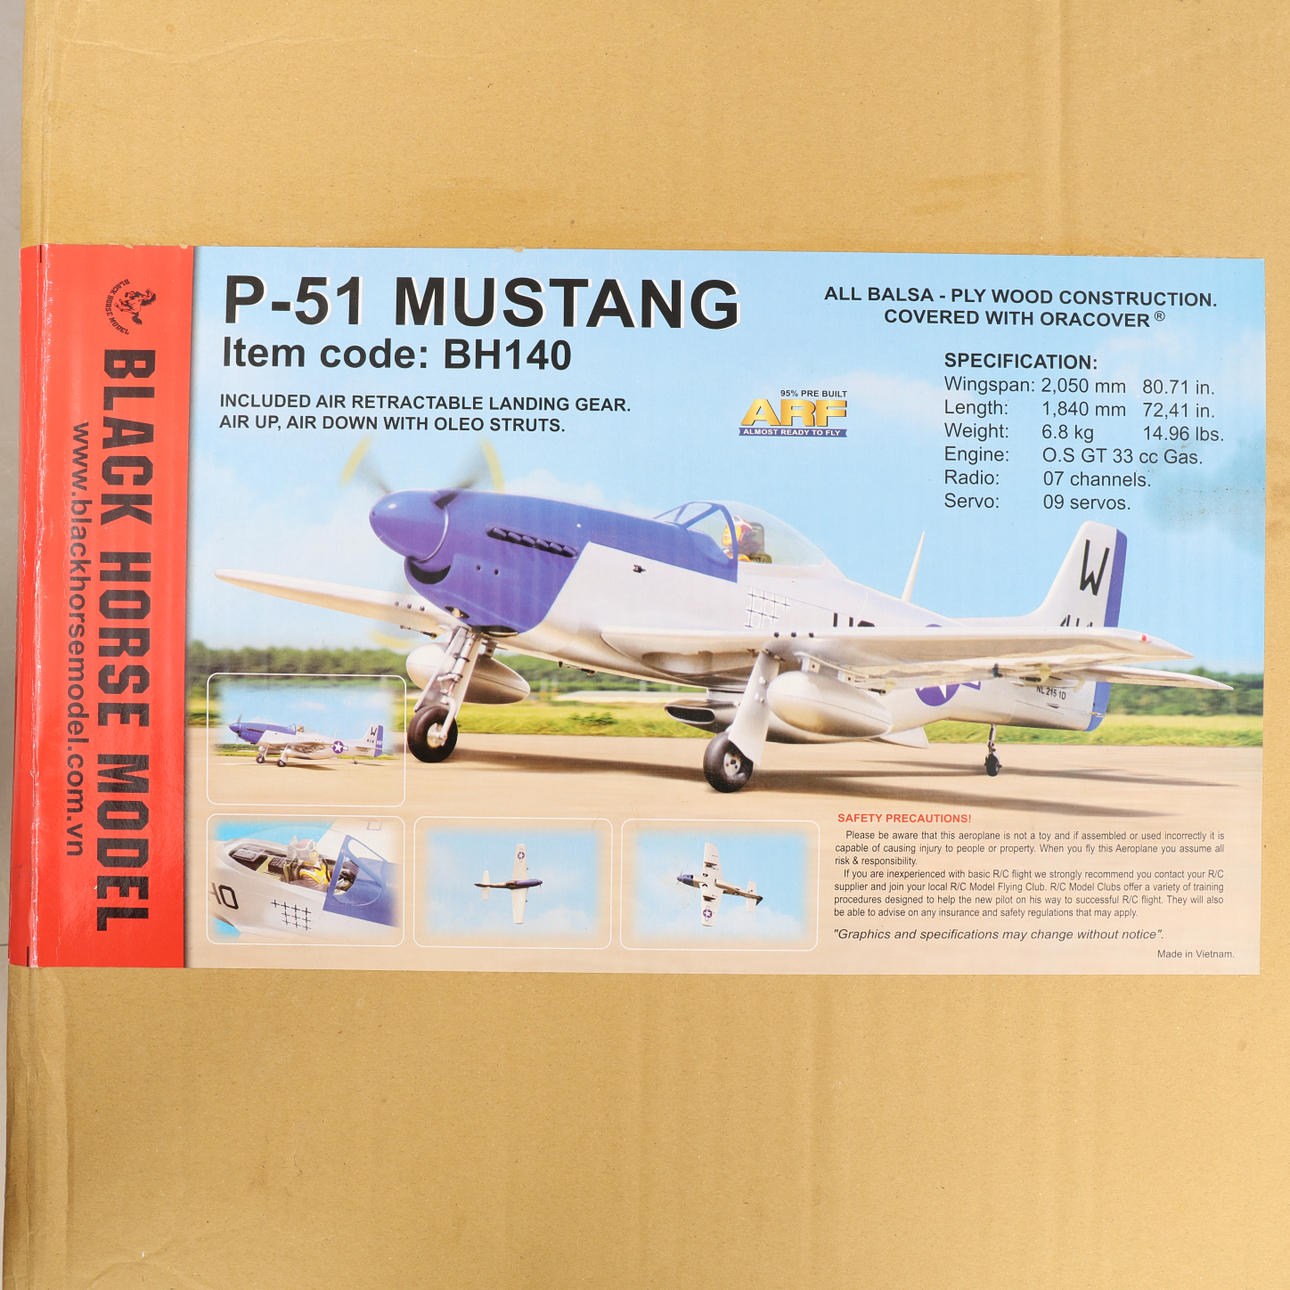 BLACK HORSE MODEL
BLACK HORSE MODEL
www.blackhorsemodel.com.vn
P-51 MUSTANG
Item code: BH140
INCLUDED AIR RETRACTABLE LANDING GEAR.
AIR UP, AIR DOWN WITH OLEO STRUTS.
95% PRE BUILT
ARF
ALMOST READY TO FLY
ALL BALSA - PLY WOOD CONSTRUCTION.
COVERED WITH ORACOVER ®
SPECIFICATION:
Wingspan: 2,050 mm 80.71 in.
Length: 1,840 mm 72,41 in.
Weight: 6.8 kg 14.96 lbs.
Engine: O.S GT 33 cc Gas.
Radio: 07 channels.
Servo: 09 servos.
W
NL 215 1D
W
HO
SAFETY PRECAUTIONS!
Please be aware that this aeroplane is not a toy and if assembled or used incorrectly it is
capable of causing injury to people or property. When you fly this Aeroplane you assume all
risk & responsibility.
If you are inexperienced with basic R/C flight we strongly recommend you contact your R/C
supplier and join your local R/C Model Flying Club. R/C Model Clubs offer a variety of training
procedures designed to help the new pilot on his way to successful R/C flight. They will also
be able to advise on any insurance and safety regulations that may apply.
"Graphics and specifications may change without notice".
Made in Vietnam.